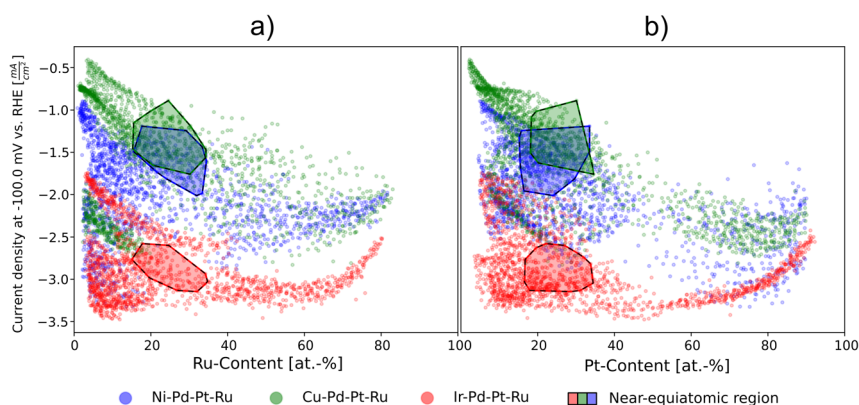 a) b)
Current density at -100.0 mV vs. RHE [mA/cm²]
−0.5
−1.0
−1.5
−2.0
−2.5
−3.0
−3.5
0 20 40 60 80 100 20 40 60 80 100
Ru-Content [at.-%] Pt-Content [at.-%]
Ni-Pd-Pt-Ru Cu-Pd-Pt-Ru Ir-Pd-Pt-Ru Near-equiatomic region